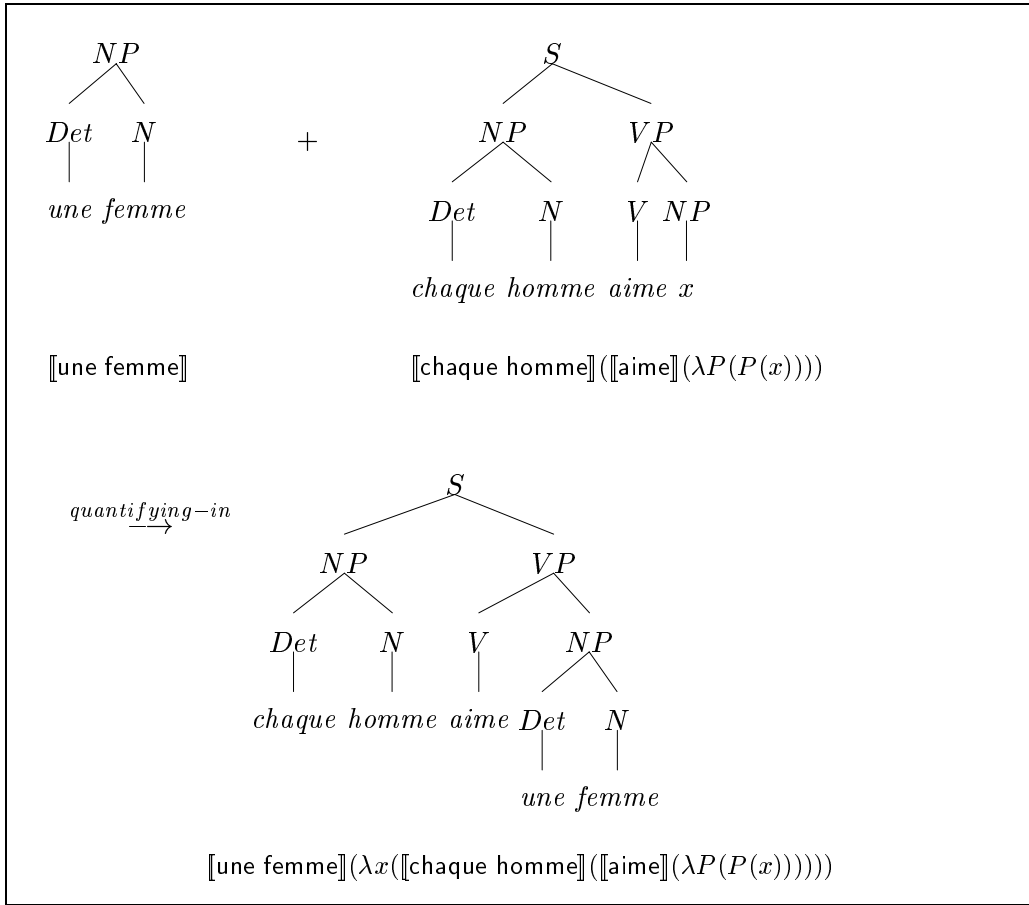 NP S
Det N + NP VP
une femme Det N V NP
chaque homme aime x
⟦une femme⟧ ⟦chaque homme⟧(⟦aime⟧(λP(P(x))))
S
quantifying−in
⟶
NP VP
Det N V NP
chaque homme aime Det N
une femme
⟦une femme⟧(λx(⟦chaque homme⟧(⟦aime⟧(λP(P(x))))))